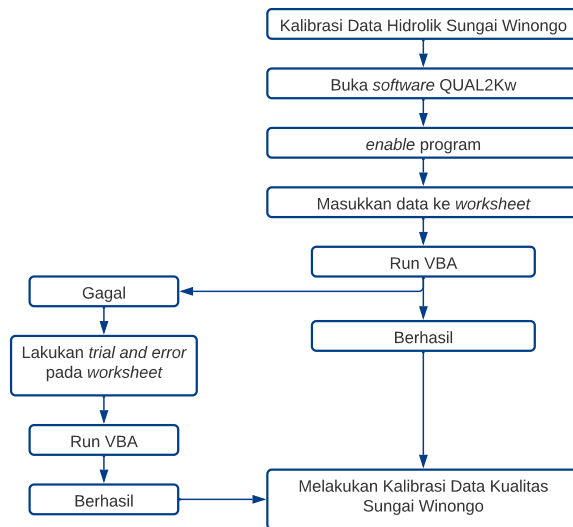 Kalibrasi Data Hidrolik Sungai Winongo
Buka software QUAL2Kw
enable program
Masukkan data ke worksheet
Run VBA
Gagal
Berhasil
Lakukan trial and error
pada worksheet
Run VBA
Berhasil
Melakukan Kalibrasi Data Kualitas
Sungai Winongo